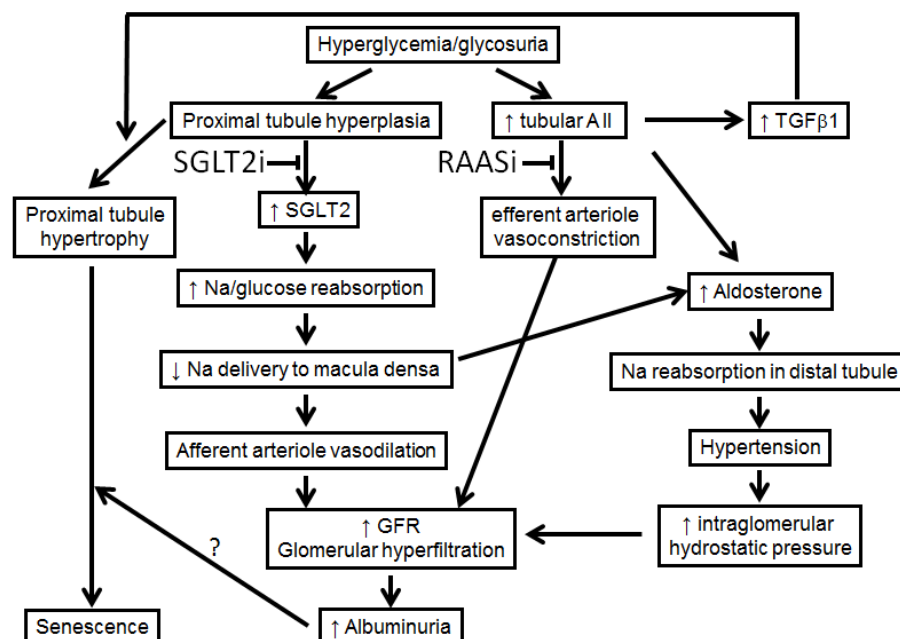 Hyperglycemia/glycosuria
Proximal tubule hyperplasia
↑ tubular A II
↑ TGFβ1
SGLT2i
RAASi
Proximal tubule
hypertrophy
↑ SGLT2
efferent arteriole
vasoconstriction
↑ Na/glucose reabsorption
↑ Aldosterone
↓ Na delivery to macula densa
Na reabsorption in distal tubule
Afferent arteriole vasodilation
Hypertension
↑ GFR
Glomerular hyperfiltration
↑ intraglomerular
hydrostatic pressure
?
Senescence
↑ Albuminuria